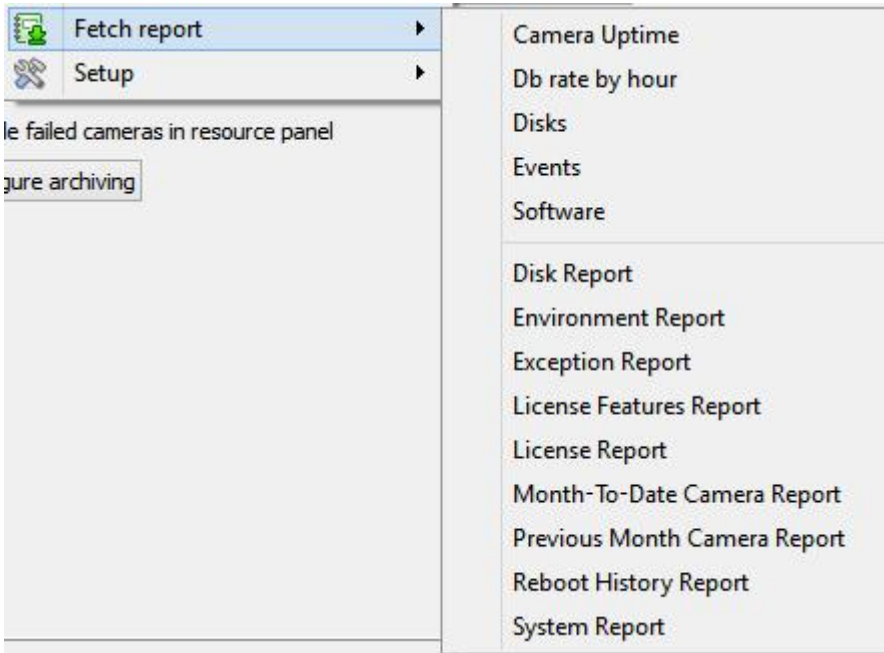 Fetch report
Setup
le failed cameras in resource panel
gure archiving
Camera Uptime
Db rate by hour
Disks
Events
Software
Disk Report
Environment Report
Exception Report
License Features Report
License Report
Month-To-Date Camera Report
Previous Month Camera Report
Reboot History Report
System Report